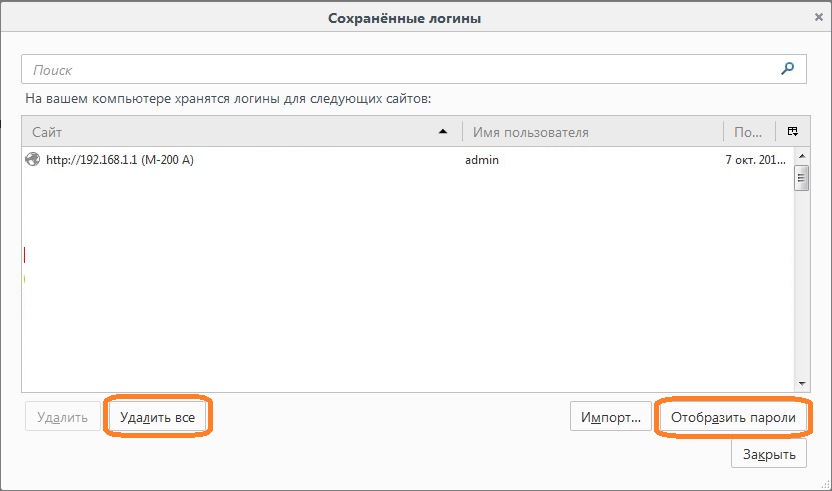 Сохранённые логины
Поиск
На вашем компьютере хранятся логины для следующих сайтов:
Сайт Имя пользователя По...
http://192.168.1.1 (M-200 A) admin 7 окт. 201...
Удалить Удалить все Импорт... Отобразить пароли
Закрыть